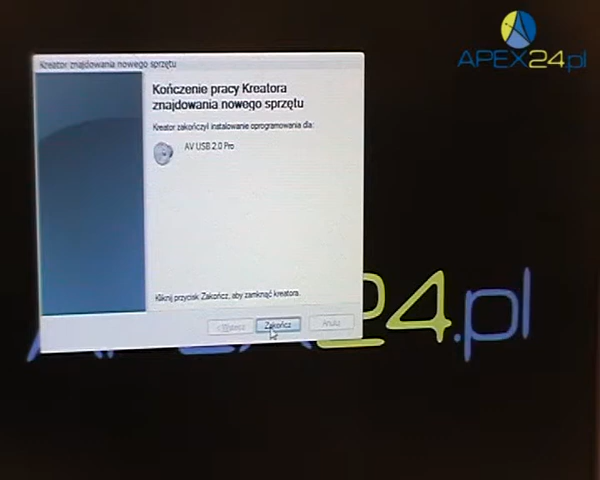 APEX24.pl
Kreator znajdowania nowego sprzętu
Kończenie pracy Kreatora
znajdowania nowego sprzętu
Kreator zakończył instalowanie oprogramowania dla:
AV USB 2.0 Pro
Kliknij przycisk Zakończ, aby zamknąć kreatora.
< Wstecz
Zakończ
Anuluj
24.pl